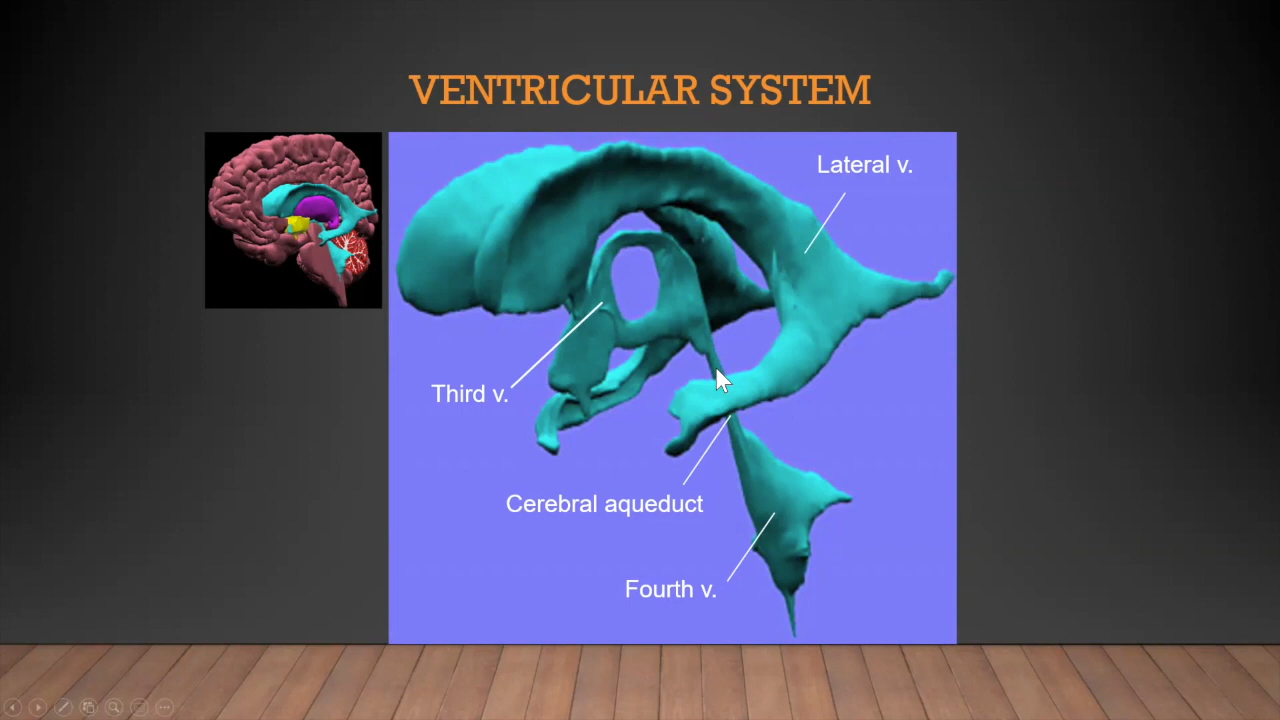 VENTRICULAR SYSTEM
Lateral v.
Third v.
Cerebral aqueduct
Fourth v.